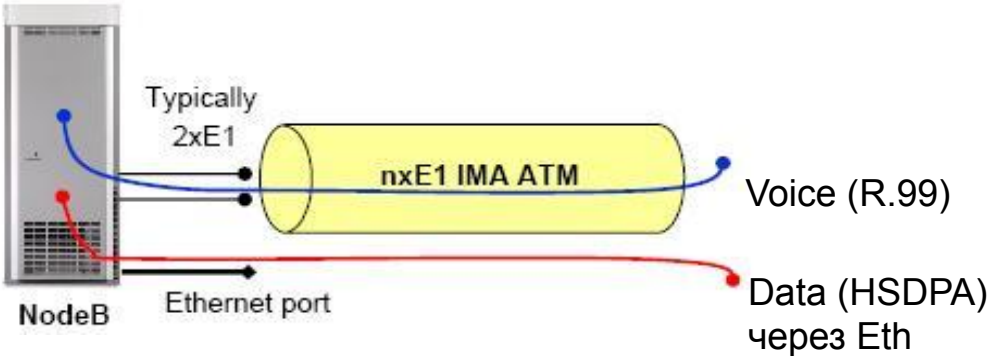 Typically
2xE1
nxE1 IMA ATM
Voice (R.99)
Ethernet port
NodeB
Data (HSDPA)
через Eth